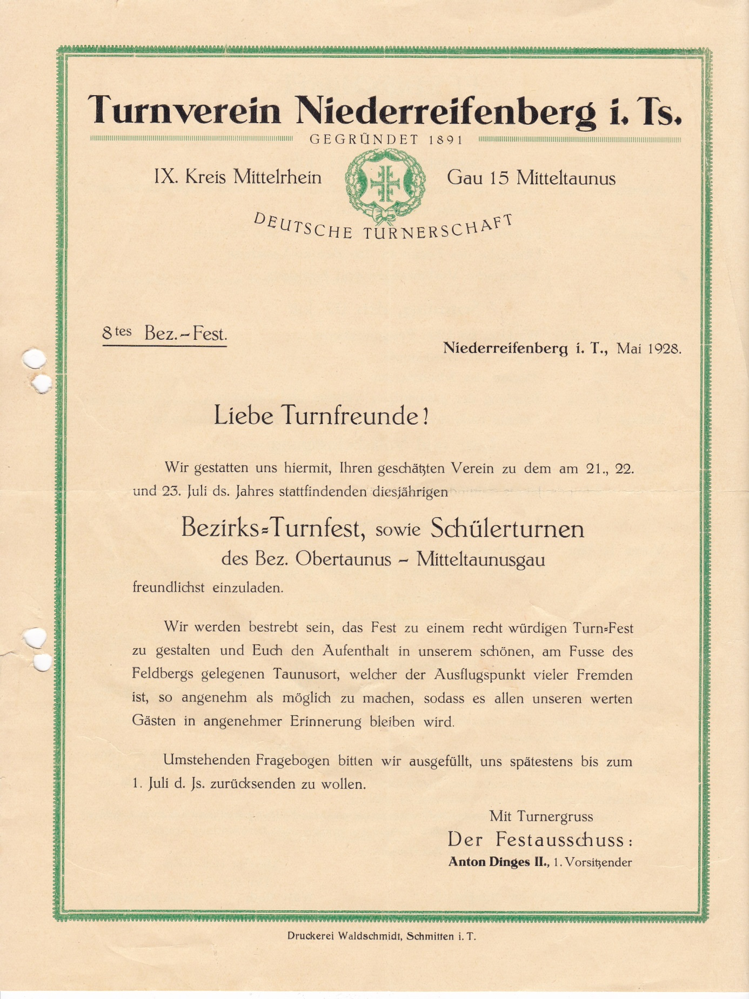 Turnverein Niederreifenberg i. Ts.
GEGRÜNDET 1891
IX. Kreis Mittelrhein
Gau 15 Mitteltaunus
DEUTSCHE TURNERSCHAFT
8tes Bez.-Fest.
Niederreifenberg i. T., Mai 1928.
Liebe Turnfreunde!
Wir gestatten uns hiermit, Ihren geschätzten Verein zu dem am 21., 22.
und 23. Juli ds. Jahres stattfindenden diesjährigen
Bezirks=Turnfest, sowie Schülerturnen
des Bez. Obertaunus – Mitteltaunusgau
freundlichst einzuladen.
Wir werden bestrebt sein, das Fest zu einem recht würdigen Turn=Fest
zu gestalten und Euch den Aufenthalt in unserem schönen, am Fusse des
Feldbergs gelegenen Taunusort, welcher der Ausflugspunkt vieler Fremden
ist, so angenehm als möglich zu machen, sodass es allen unseren werten
Gästen in angenehmer Erinnerung bleiben wird.
Umstehenden Fragebogen bitten wir ausgefüllt, uns spätestens bis zum
1. Juli d. Js. zurücksenden zu wollen.
Mit Turnergruss
Der Festausschuss:
Anton Dinges II., 1. Vorsitzender
Druckerei Waldschmidt, Schmitten i. T.